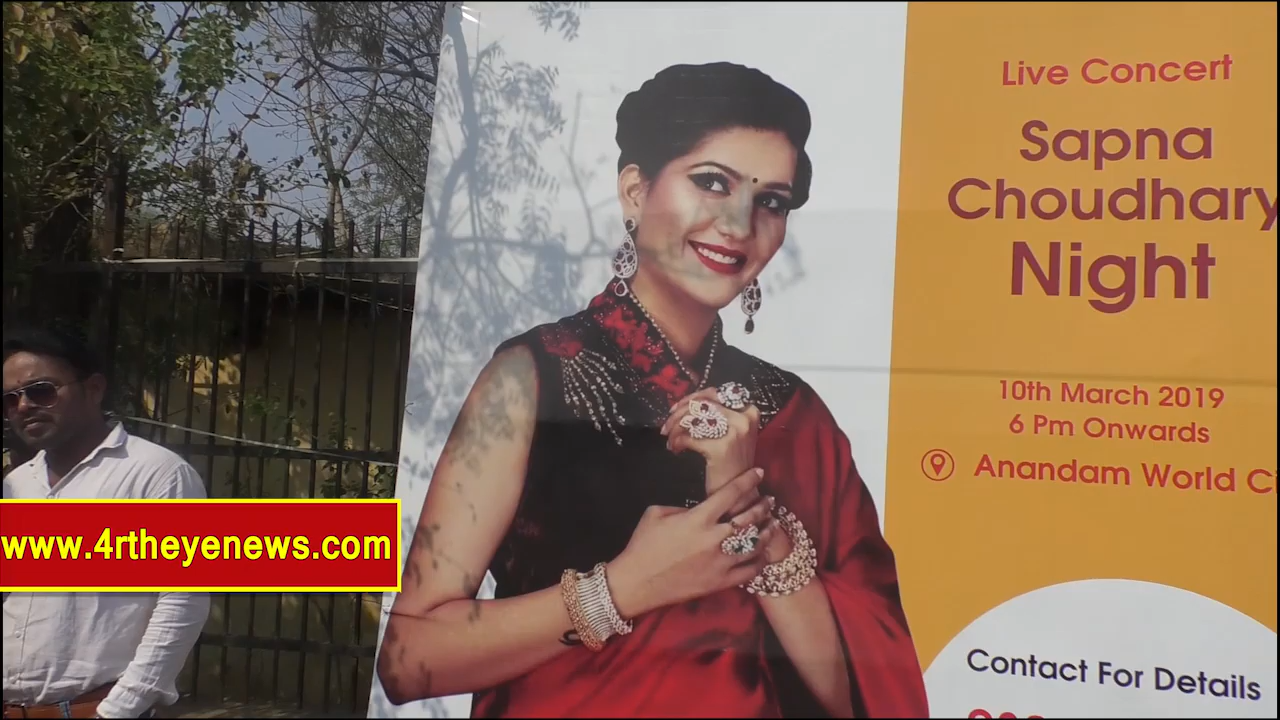 Live Concert
Sapna
Choudhary
Night
10th March 2019
6 Pm Onwards
Anandam World
Contact For Details
www.4rtheyenews.com